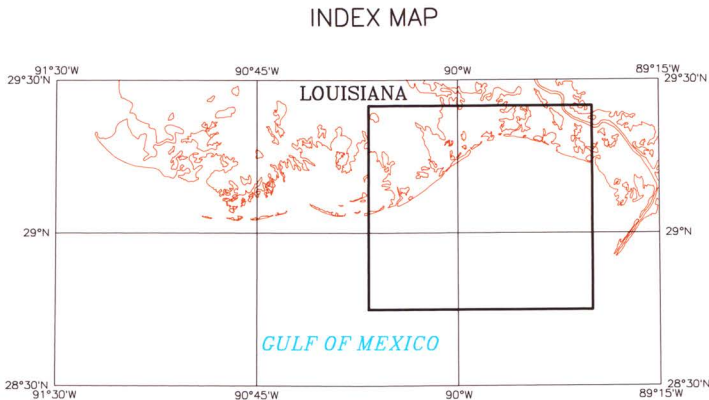 INDEX MAP
91°30'W 90°45'W 90°W 89°15'W
29°30'N 29°30'N
LOUISIANA
29°N 29°N
GULF OF MEXICO
28°30'N 28°30'N
91°30'W 90°45'W 90°W 89°15'W